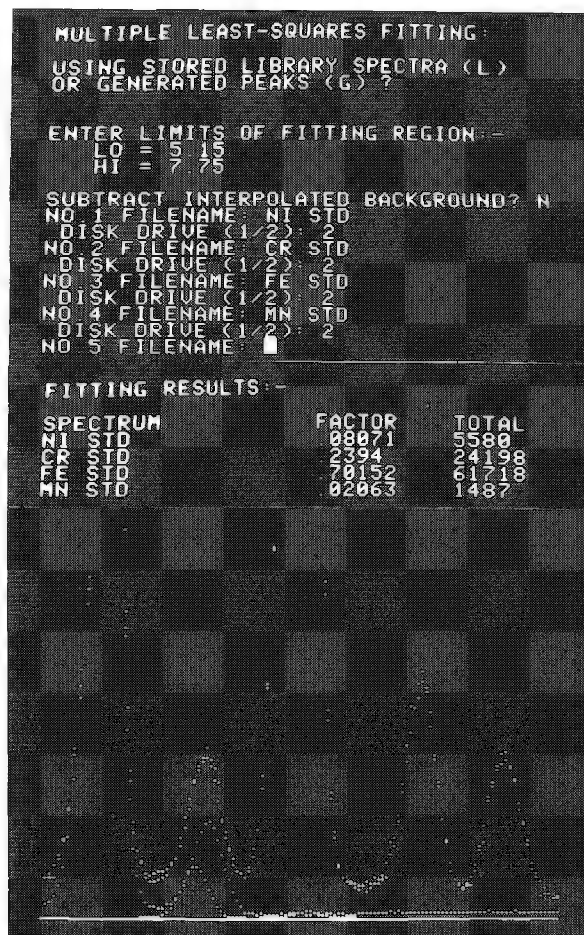 MULTIPLE LEAST-SQUARES FITTING:
USING STORED LIBRARY SPECTRA (L)
OR GENERATED PEAKS (G) ?
ENTER LIMITS OF FITTING REGION:-
LO = 5.15
HI = 7.75
SUBTRACT INTERPOLATED BACKGROUND? N
NO.1 FILENAME: NI STD
DISK DRIVE (1/2): 2
NO.2 FILENAME: CR STD
DISK DRIVE (1/2): 2
NO.3 FILENAME: FE STD
DISK DRIVE (1/2): 2
NO.4 FILENAME: MN STD
DISK DRIVE (1/2): 2
NO.5 FILENAME:
FITTING RESULTS:-
SPECTRUM FACTOR TOTAL
NI STD .08071 5580
CR STD .2394 24198
FE STD .70152 61718
MN STD .02063 1487